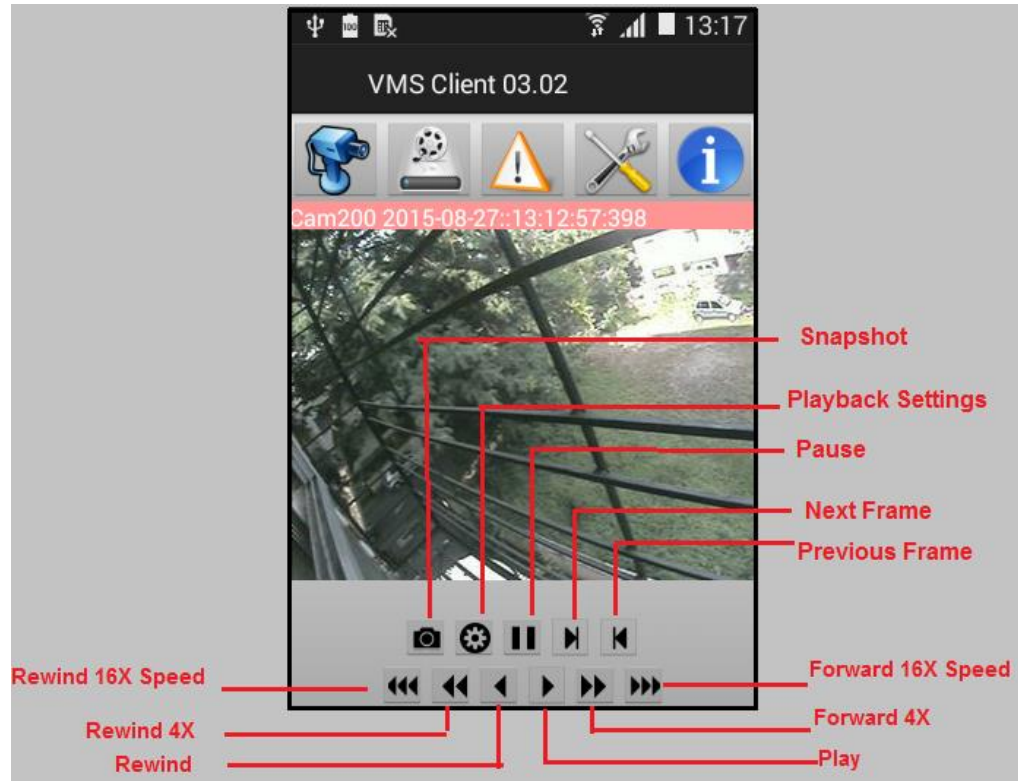 100
13:17
VMS Client 03.02
Cam200 2015-08-27::13:12:57:398
Snapshot
Playback Settings
Pause
Next Frame
Previous Frame
Rewind 16X Speed
Forward 16X Speed
Rewind 4X
Forward 4X
Rewind
Play